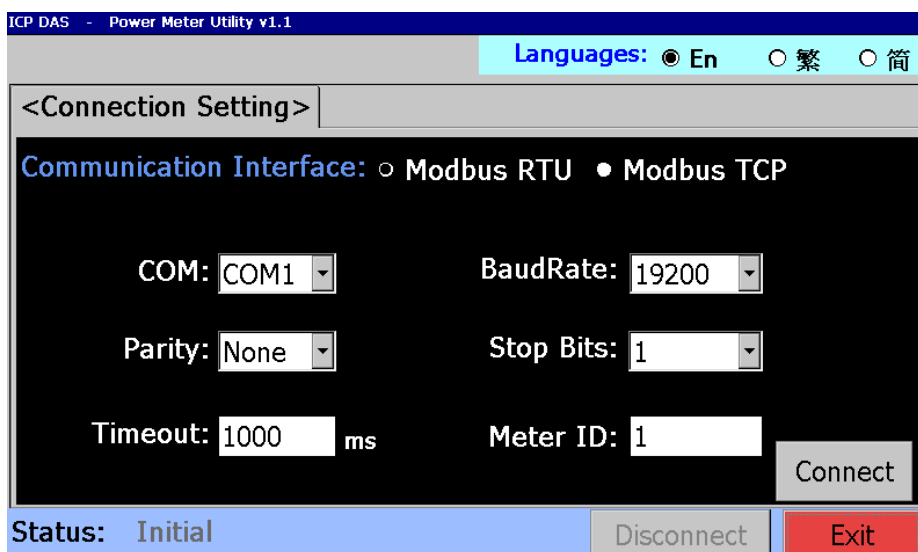 ICP DAS - Power Meter Utility v1.1
Languages: En 繁 简
<Connection Setting>
Communication Interface: Modbus RTU Modbus TCP
COM: COM1 BaudRate: 19200
Parity: None Stop Bits: 1
Timeout: 1000 ms Meter ID: 1
Connect
Status: Initial Disconnect Exit